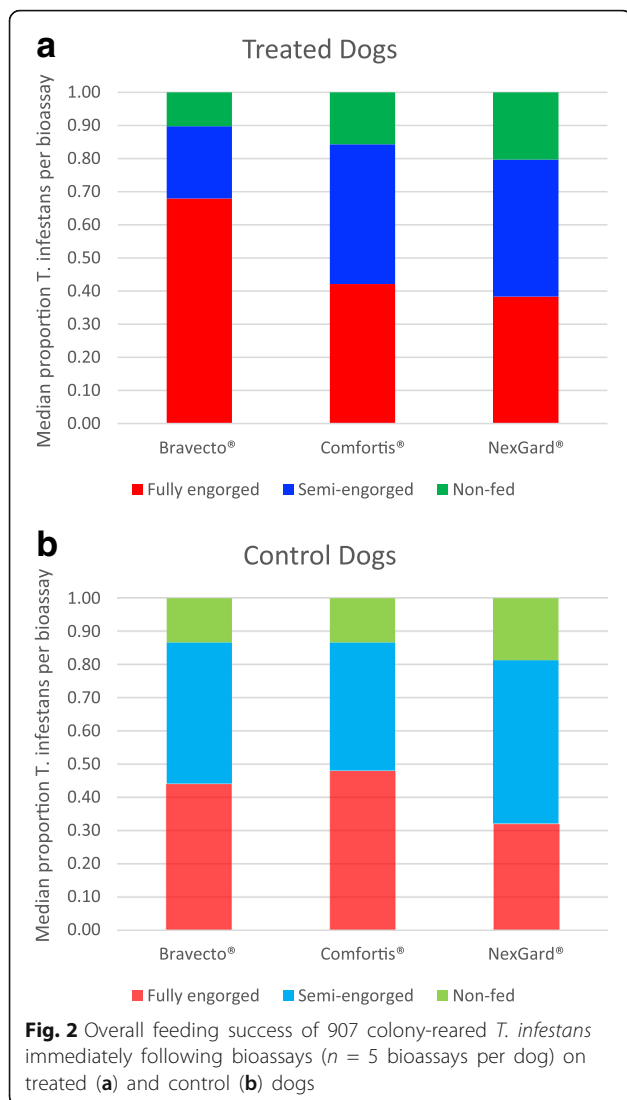 a
Treated Dogs
Median proportion T. infestans per bioassay
1.00
0.90
0.80
0.70
0.60
0.50
0.40
0.30
0.20
0.10
0.00
Bravecto® Comfortis® NexGard®
Fully engorged Semi-engorged Non-fed
b
Control Dogs
Median proportion T. infestans per bioassay
1.00
0.90
0.80
0.70
0.60
0.50
0.40
0.30
0.20
0.10
0.00
Bravecto® Comfortis® NexGard®
Fully engorged Semi-engorged Non-fed
Fig. 2 Overall feeding success of 907 colony-reared T. infestans
immediately following bioassays (n = 5 bioassays per dog) on
treated (a) and control (b) dogs